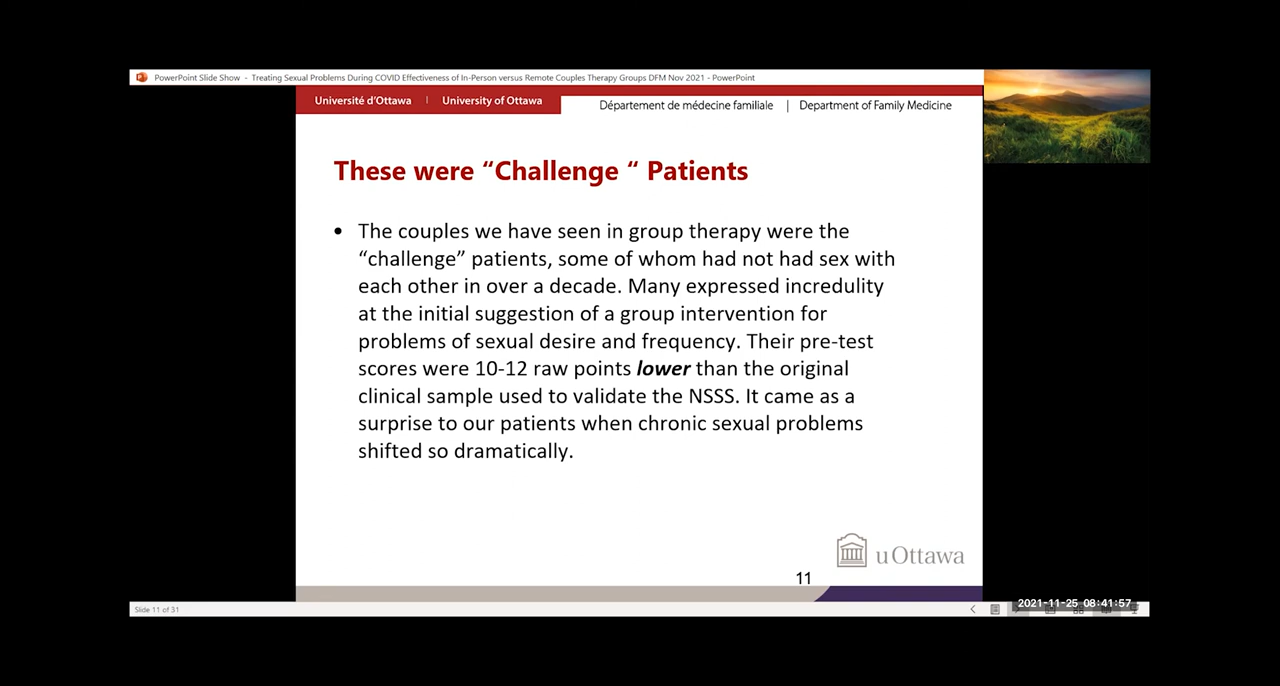 PowerPoint Slide Show - Treating Sexual Problems During COVID Effectiveness of In-Person versus Remote Couples Therapy Groups DFM Nov 2021 - PowerPoint
Université d'Ottawa | University of Ottawa
Département de médecine familiale | Department of Family Medicine
These were “Challenge “ Patients
• The couples we have seen in group therapy were the
“challenge” patients, some of whom had not had sex with
each other in over a decade. Many expressed incredulity
at the initial suggestion of a group intervention for
problems of sexual desire and frequency. Their pre-test
scores were 10-12 raw points lower than the original
clinical sample used to validate the NSSS. It came as a
surprise to our patients when chronic sexual problems
shifted so dramatically.
uOttawa
11
Slide 11 of 31
2021-11-25 08:41:57